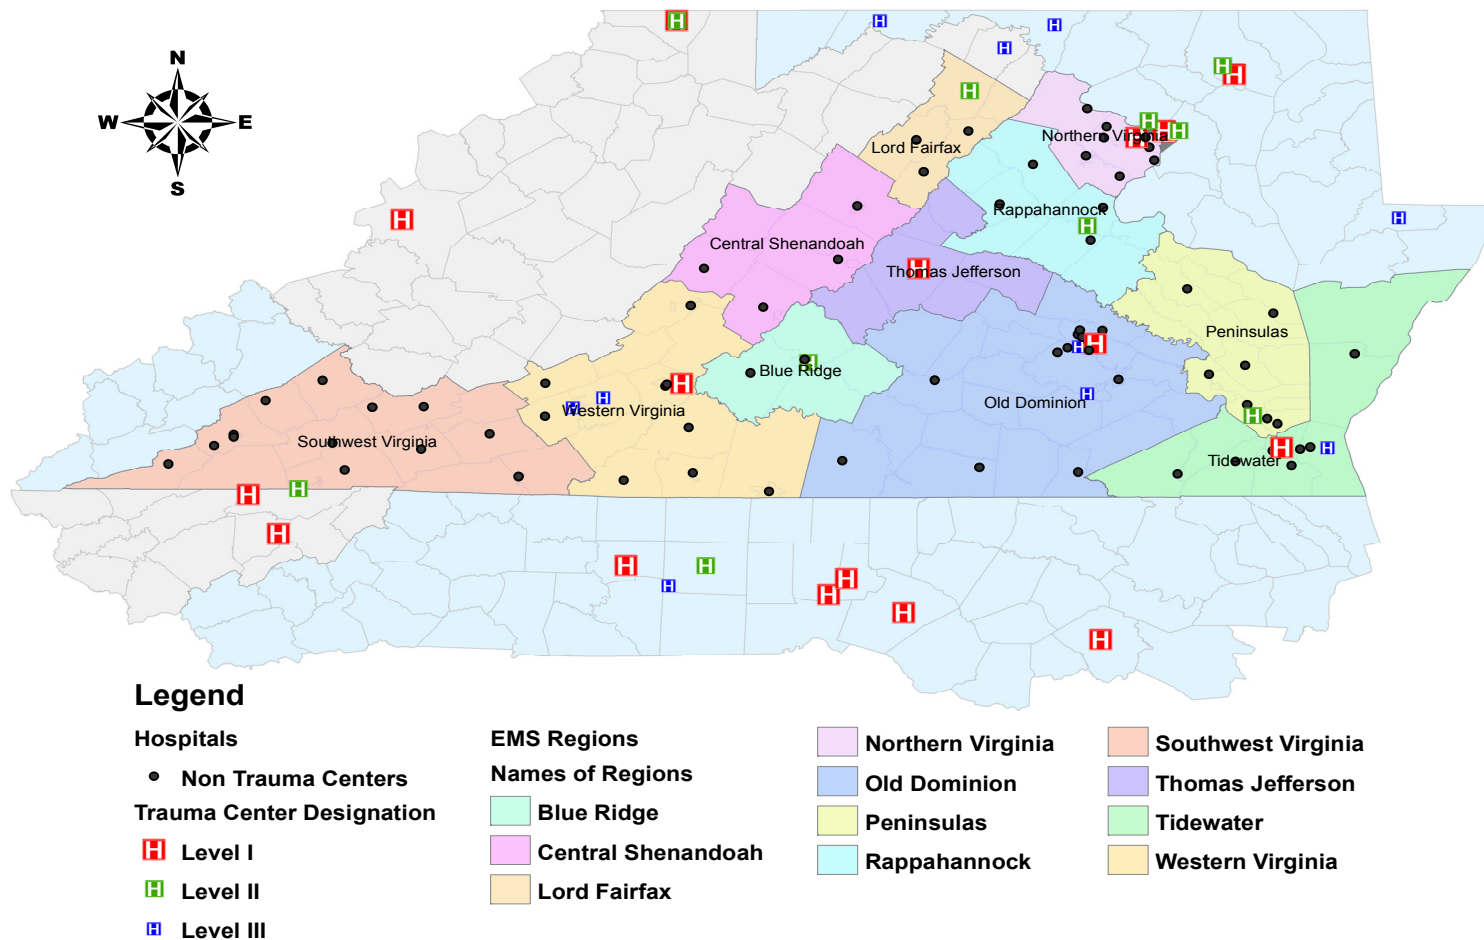 N
W E
S
Lord Fairfax
Northern Virginia
Rappahannock
Central Shenandoah
Thomas Jefferson
Peninsulas
Blue Ridge
Old Dominion
Western Virginia
Southwest Virginia
Tidewater
Legend
Hospitals
Non Trauma Centers
Trauma Center Designation
H Level I
H Level II
H Level III
EMS Regions
Names of Regions
Blue Ridge
Central Shenandoah
Lord Fairfax
Northern Virginia
Old Dominion
Peninsulas
Rappahannock
Southwest Virginia
Thomas Jefferson
Tidewater
Western Virginia